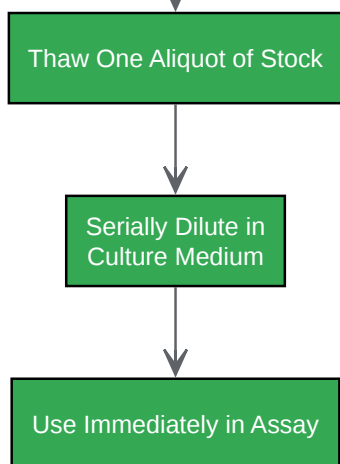 Thaw One Aliquot of Stock
Serially Dilute in
Culture Medium
Use Immediately in Assay